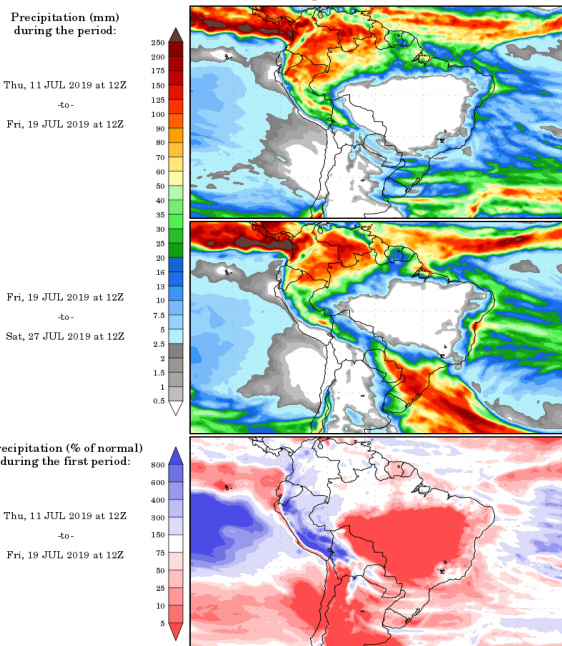 Precipitation (mm)
during the period:
Thu, 11 JUL 2019 at 12Z
-to-
Fri, 19 JUL 2019 at 12Z
250
200
175
150
125
100
90
80
70
60
50
40
35
30
25
20
16
13
10
7.5
5
2.5
2
1.5
1
0.5
Fri, 19 JUL 2019 at 12Z
-to-
Sat, 27 JUL 2019 at 12Z
recipitation (% of normal)
during the first period:
Thu, 11 JUL 2019 at 12Z
-to-
Fri, 19 JUL 2019 at 12Z
800
600
400
300
150
75
50
25
10
5